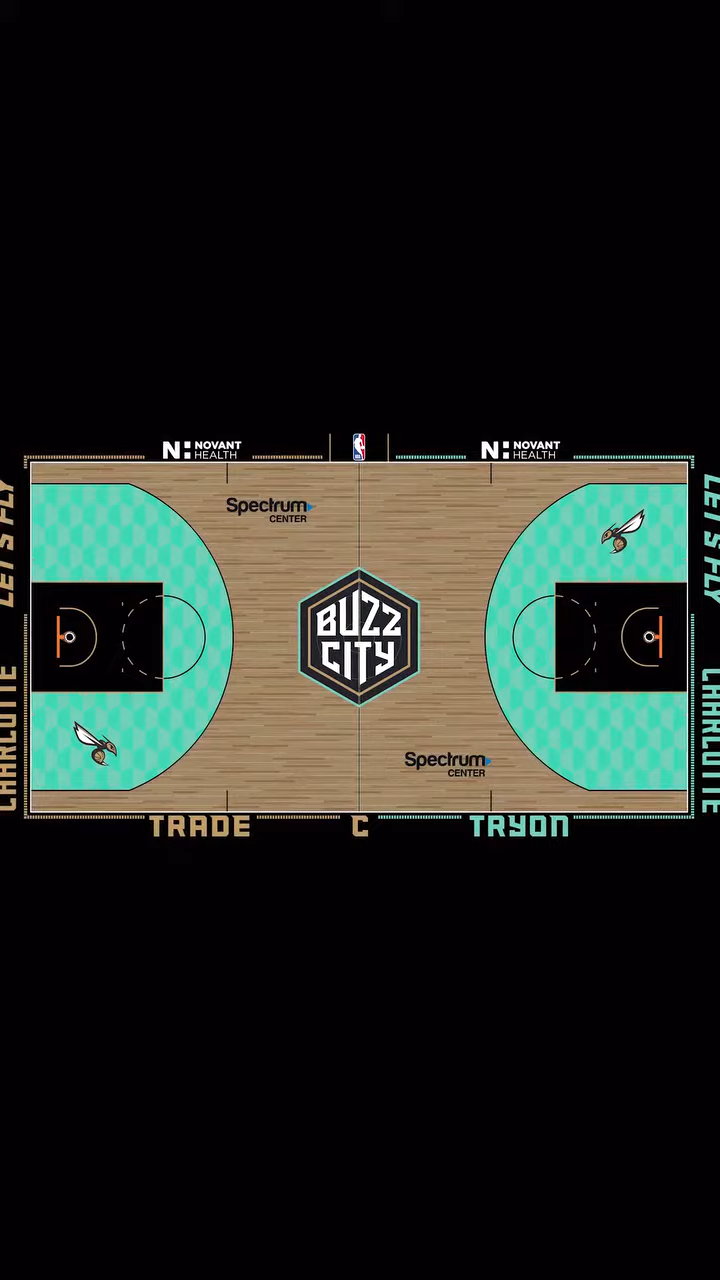 N: NOVANT
HEALTH
N: NOVANT
HEALTH
LET'S FLY
LET'S FLY
Spectrum
CENTER
BUZZ
CITY
CHARLOTTE
CHARLOTTE
Spectrum
CENTER
TRADE
C
TRYON